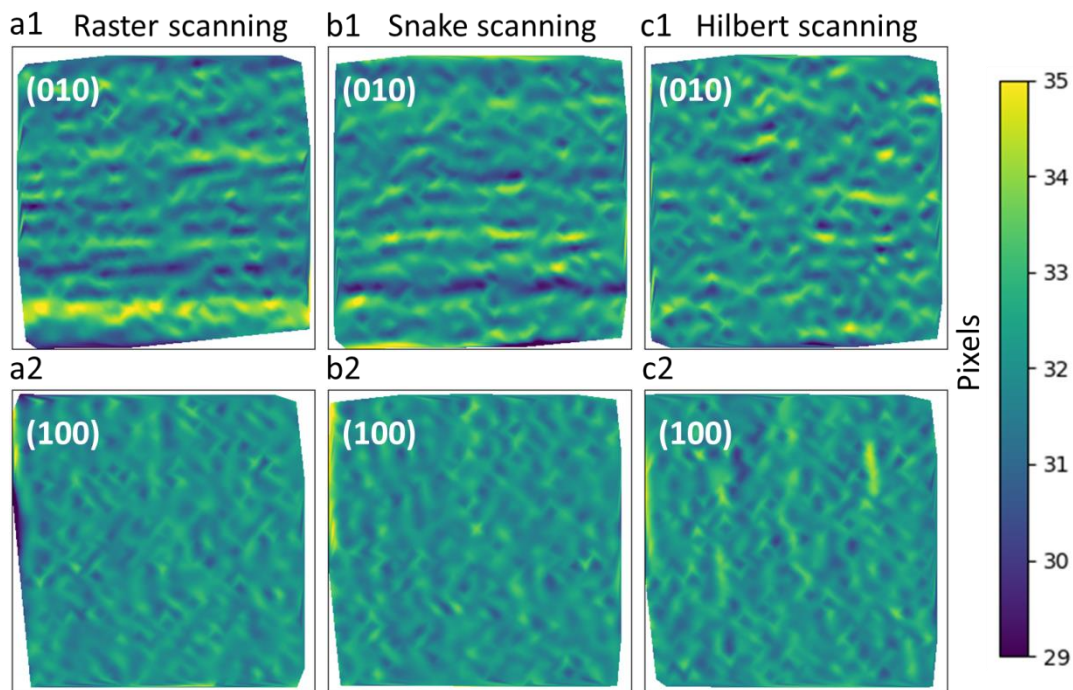 a1 Raster scanning
b1 Snake scanning
c1 Hilbert scanning
(010)
(010)
(010)
a2
b2
c2
(100)
(100)
(100)
35
34
33
32
31
30
29
Pixels